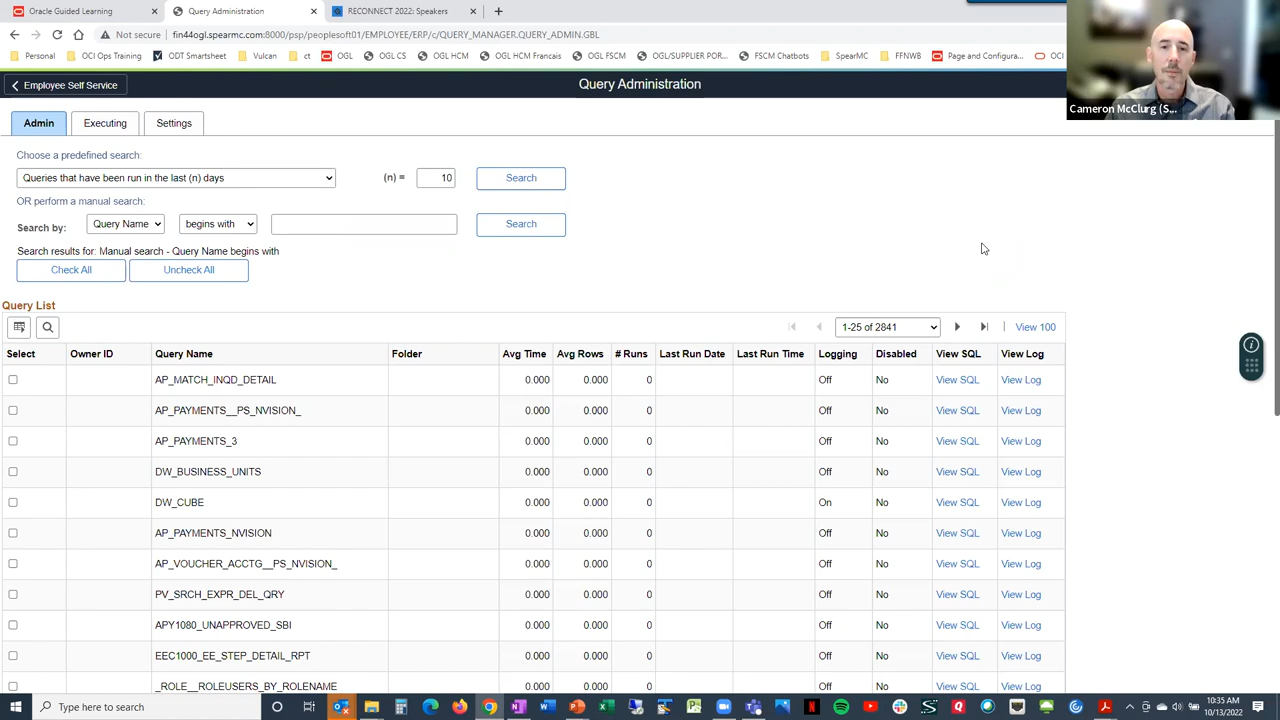 Oracle Guided Learning
Query Administration
RECONNECT 2022: Speakers
Not secure | fin44ogl.spearmc.com:8000/psp/peoplesoft01/EMPLOYEE/ERP/c/QUERY_MANAGER.QUERY_ADMIN.GBL
Personal OCI Ops Training ODT Smartsheet Vulcan ct OGL OGL CS OGL HCM OGL HCM Francais OGL FSCM OGL/SUPPLIER POR... FSCM Chatbots SpearMC FFNWB Page and Configura... OCI
Employee Self Service
Query Administration
Cameron McClurg (S...
Admin Executing Settings
Choose a predefined search:
Queries that have been run in the last (n) days (n) = 10 Search
OR perform a manual search:
Search by: Query Name begins with Search
Search results for: Manual search - Query Name begins with
Check All Uncheck All
Query List
1-25 of 2841 View 100
Select Owner ID Query Name Folder Avg Time Avg Rows # Runs Last Run Date Last Run Time Logging Disabled View SQL View Log
AP_MATCH_INQD_DETAIL 0.000 0.000 0 Off No View SQL View Log
AP_PAYMENTS__PS_NVISION_ 0.000 0.000 0 Off No View SQL View Log
AP_PAYMENTS_3 0.000 0.000 0 Off No View SQL View Log
DW_BUSINESS_UNITS 0.000 0.000 0 Off No View SQL View Log
DW_CUBE 0.000 0.000 0 On No View SQL View Log
AP_PAYMENTS_NVISION 0.000 0.000 0 Off No View SQL View Log
AP_VOUCHER_ACCTG__PS_NVISION_ 0.000 0.000 0 Off No View SQL View Log
PV_SRCH_EXPR_DEL_QRY 0.000 0.000 0 Off No View SQL View Log
APY1080_UNAPPROVED_SBI 0.000 0.000 0 Off No View SQL View Log
EEC1000_EE_STEP_DETAIL_RPT 0.000 0.000 0 Off No View SQL View Log
_ROLE__ROLEUSERS_BY_ROLENAME 0.000 0.000 0 Off No View SQL View Log
Type here to search
10:35 AM
10/13/2022